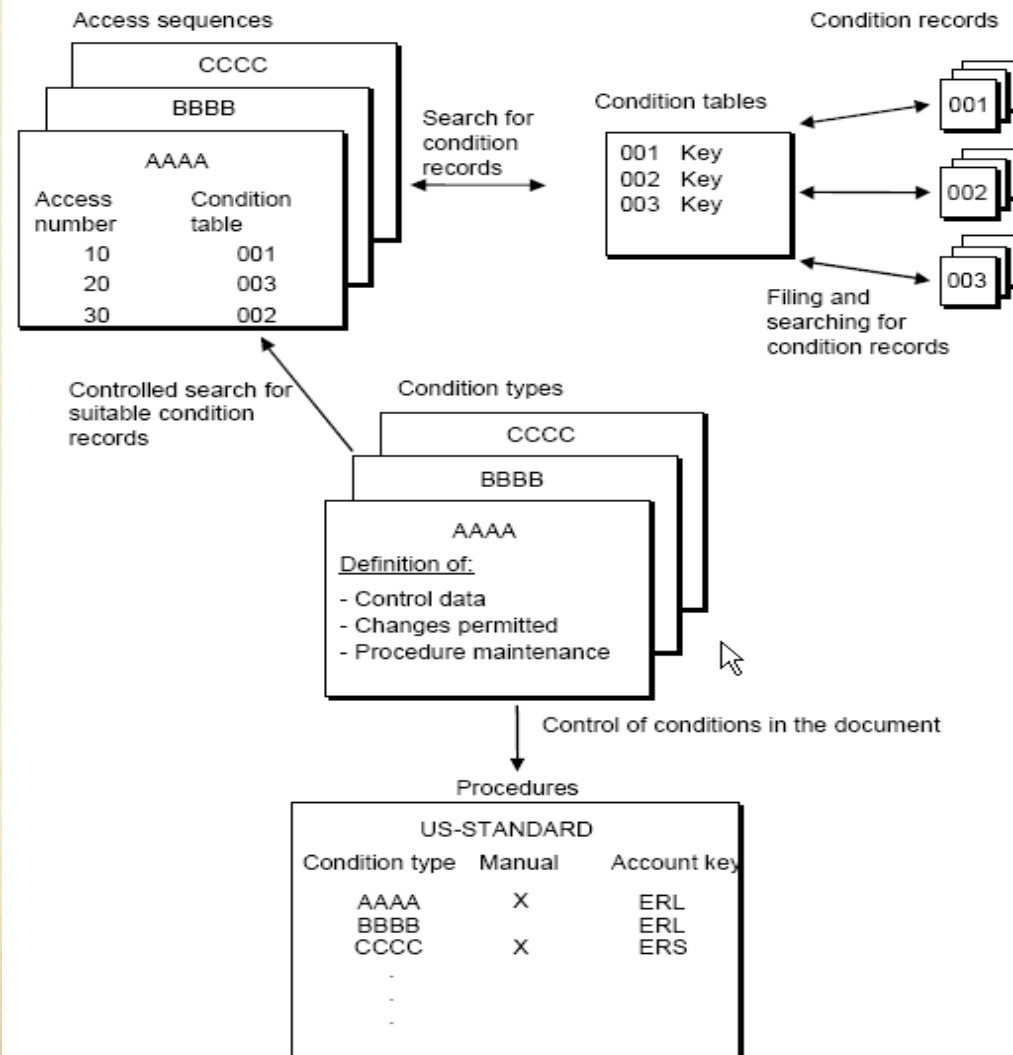 Access sequences
Condition records
CCCC
BBBB
AAAA
Access number
Condition table
10 001
20 003
30 002
Search for
condition
records
Condition tables
001 Key
002 Key
003 Key
001
002
003
Filing and
searching for
condition records
Controlled search for
suitable condition
records
Condition types
CCCC
BBBB
AAAA
Definition of:
- Control data
- Changes permitted
- Procedure maintenance
Control of conditions in the document
Procedures
US-STANDARD
Condition type Manual Account key
AAAA X ERL
BBBB ERL
CCCC X ERS
.
.
.